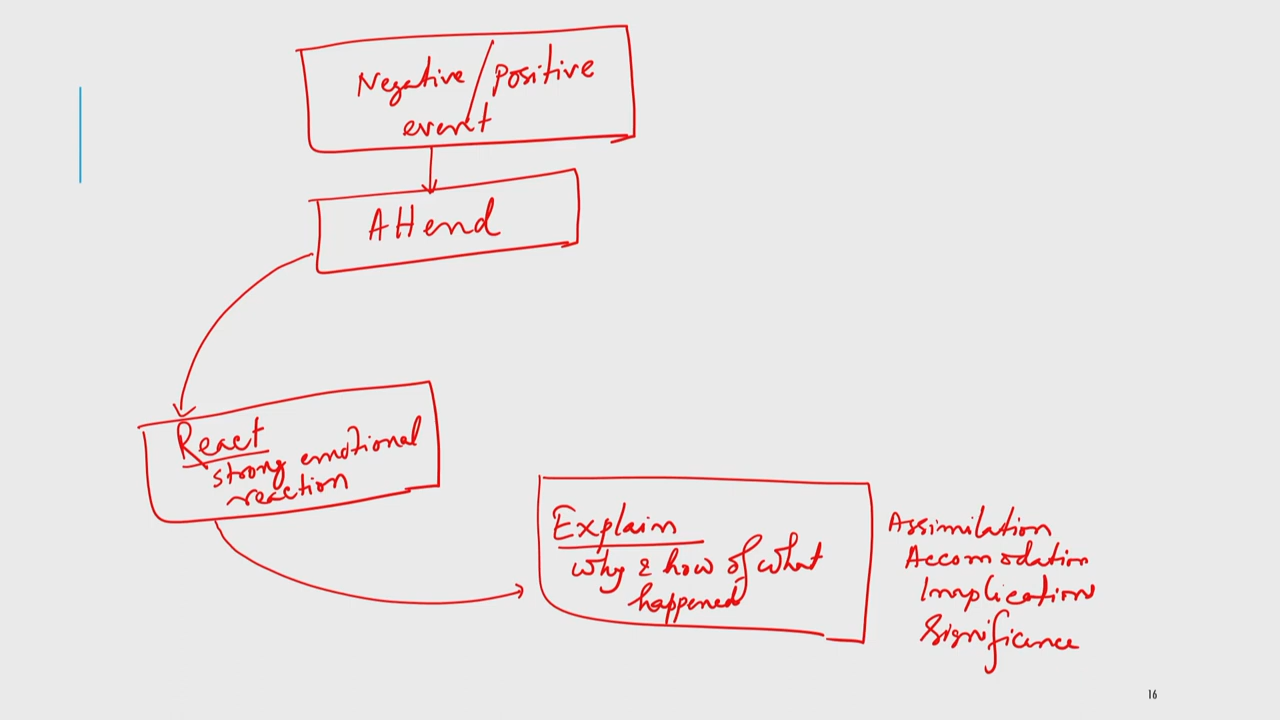 Negative/Positive
event
Attend
React
strong emotional
reaction
Explain
why & how of what
happened
Assimilation
Accomodation
Implication
Significance
16